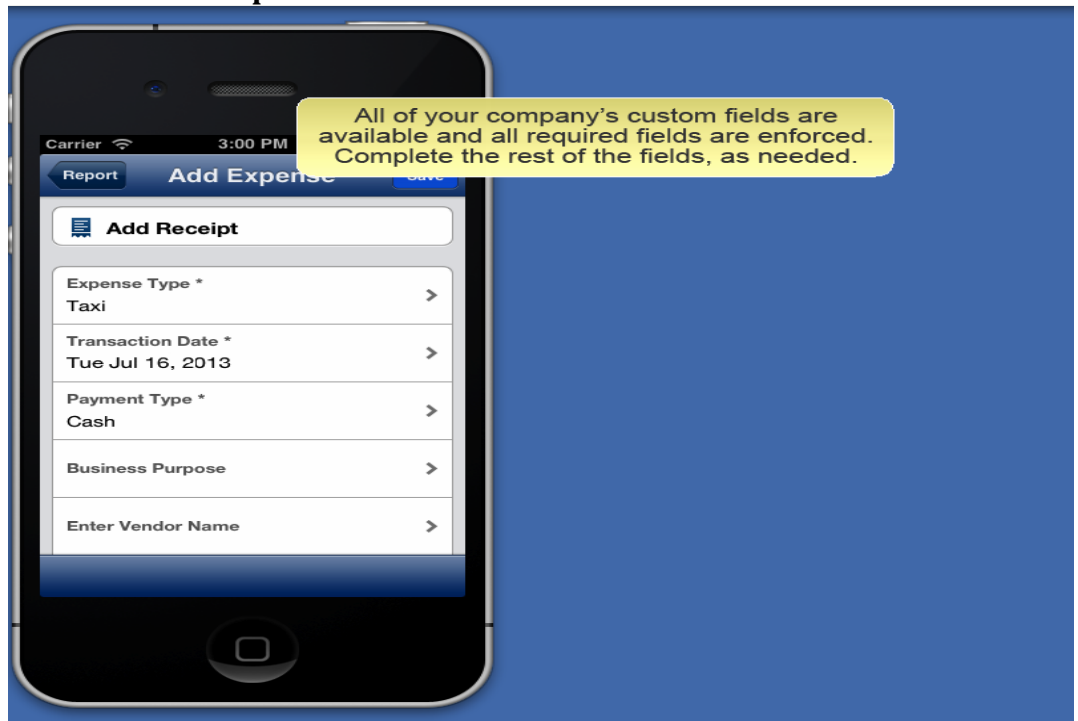 All of your company's custom fields are
available and all required fields are enforced.
Complete the rest of the fields, as needed.
Carrier 3:00 PM
Report Add Expense Save
Add Receipt
Expense Type *
Taxi
Transaction Date *
Tue Jul 16, 2013
Payment Type *
Cash
Business Purpose
Enter Vendor Name